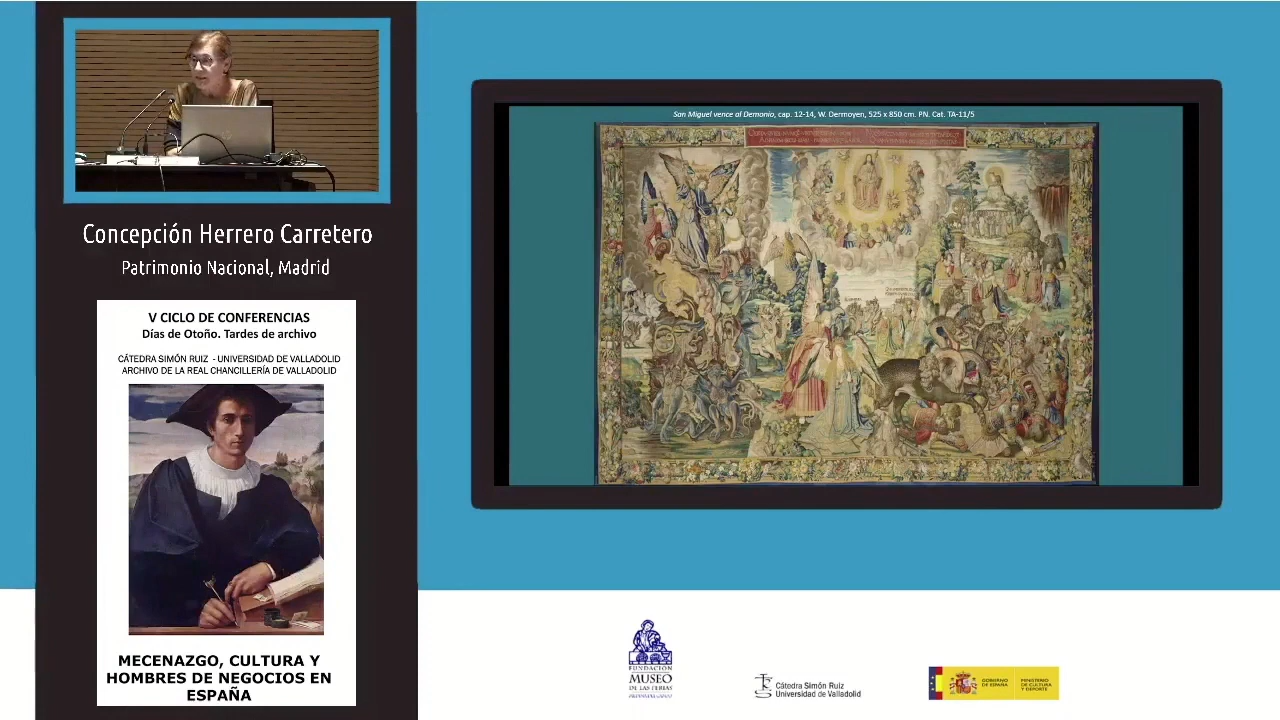 Concepción Herrero Carretero
Patrimonio Nacional, Madrid
V CICLO DE CONFERENCIAS
Días de Otoño. Tardes de archivo
CÁTEDRA SIMÓN RUIZ - UNIVERSIDAD DE VALLADOLID
ARCHIVO DE LA REAL CHANCILLERÍA DE VALLADOLID
MECENAZGO, CULTURA Y
HOMBRES DE NEGOCIOS EN
ESPAÑA
San Miguel vence al Demonio, cap. 12-14, W. Dermoyen, 525 x 850 cm. PN. Cat. TA-11/5
FUNDACIÓN
MUSEO
DE LAS FERIAS
Cátedra Simón Ruiz
Universidad de Valladolid
GOBIERNO
DE ESPAÑA
MINISTERIO
DE CULTURA
Y DEPORTE